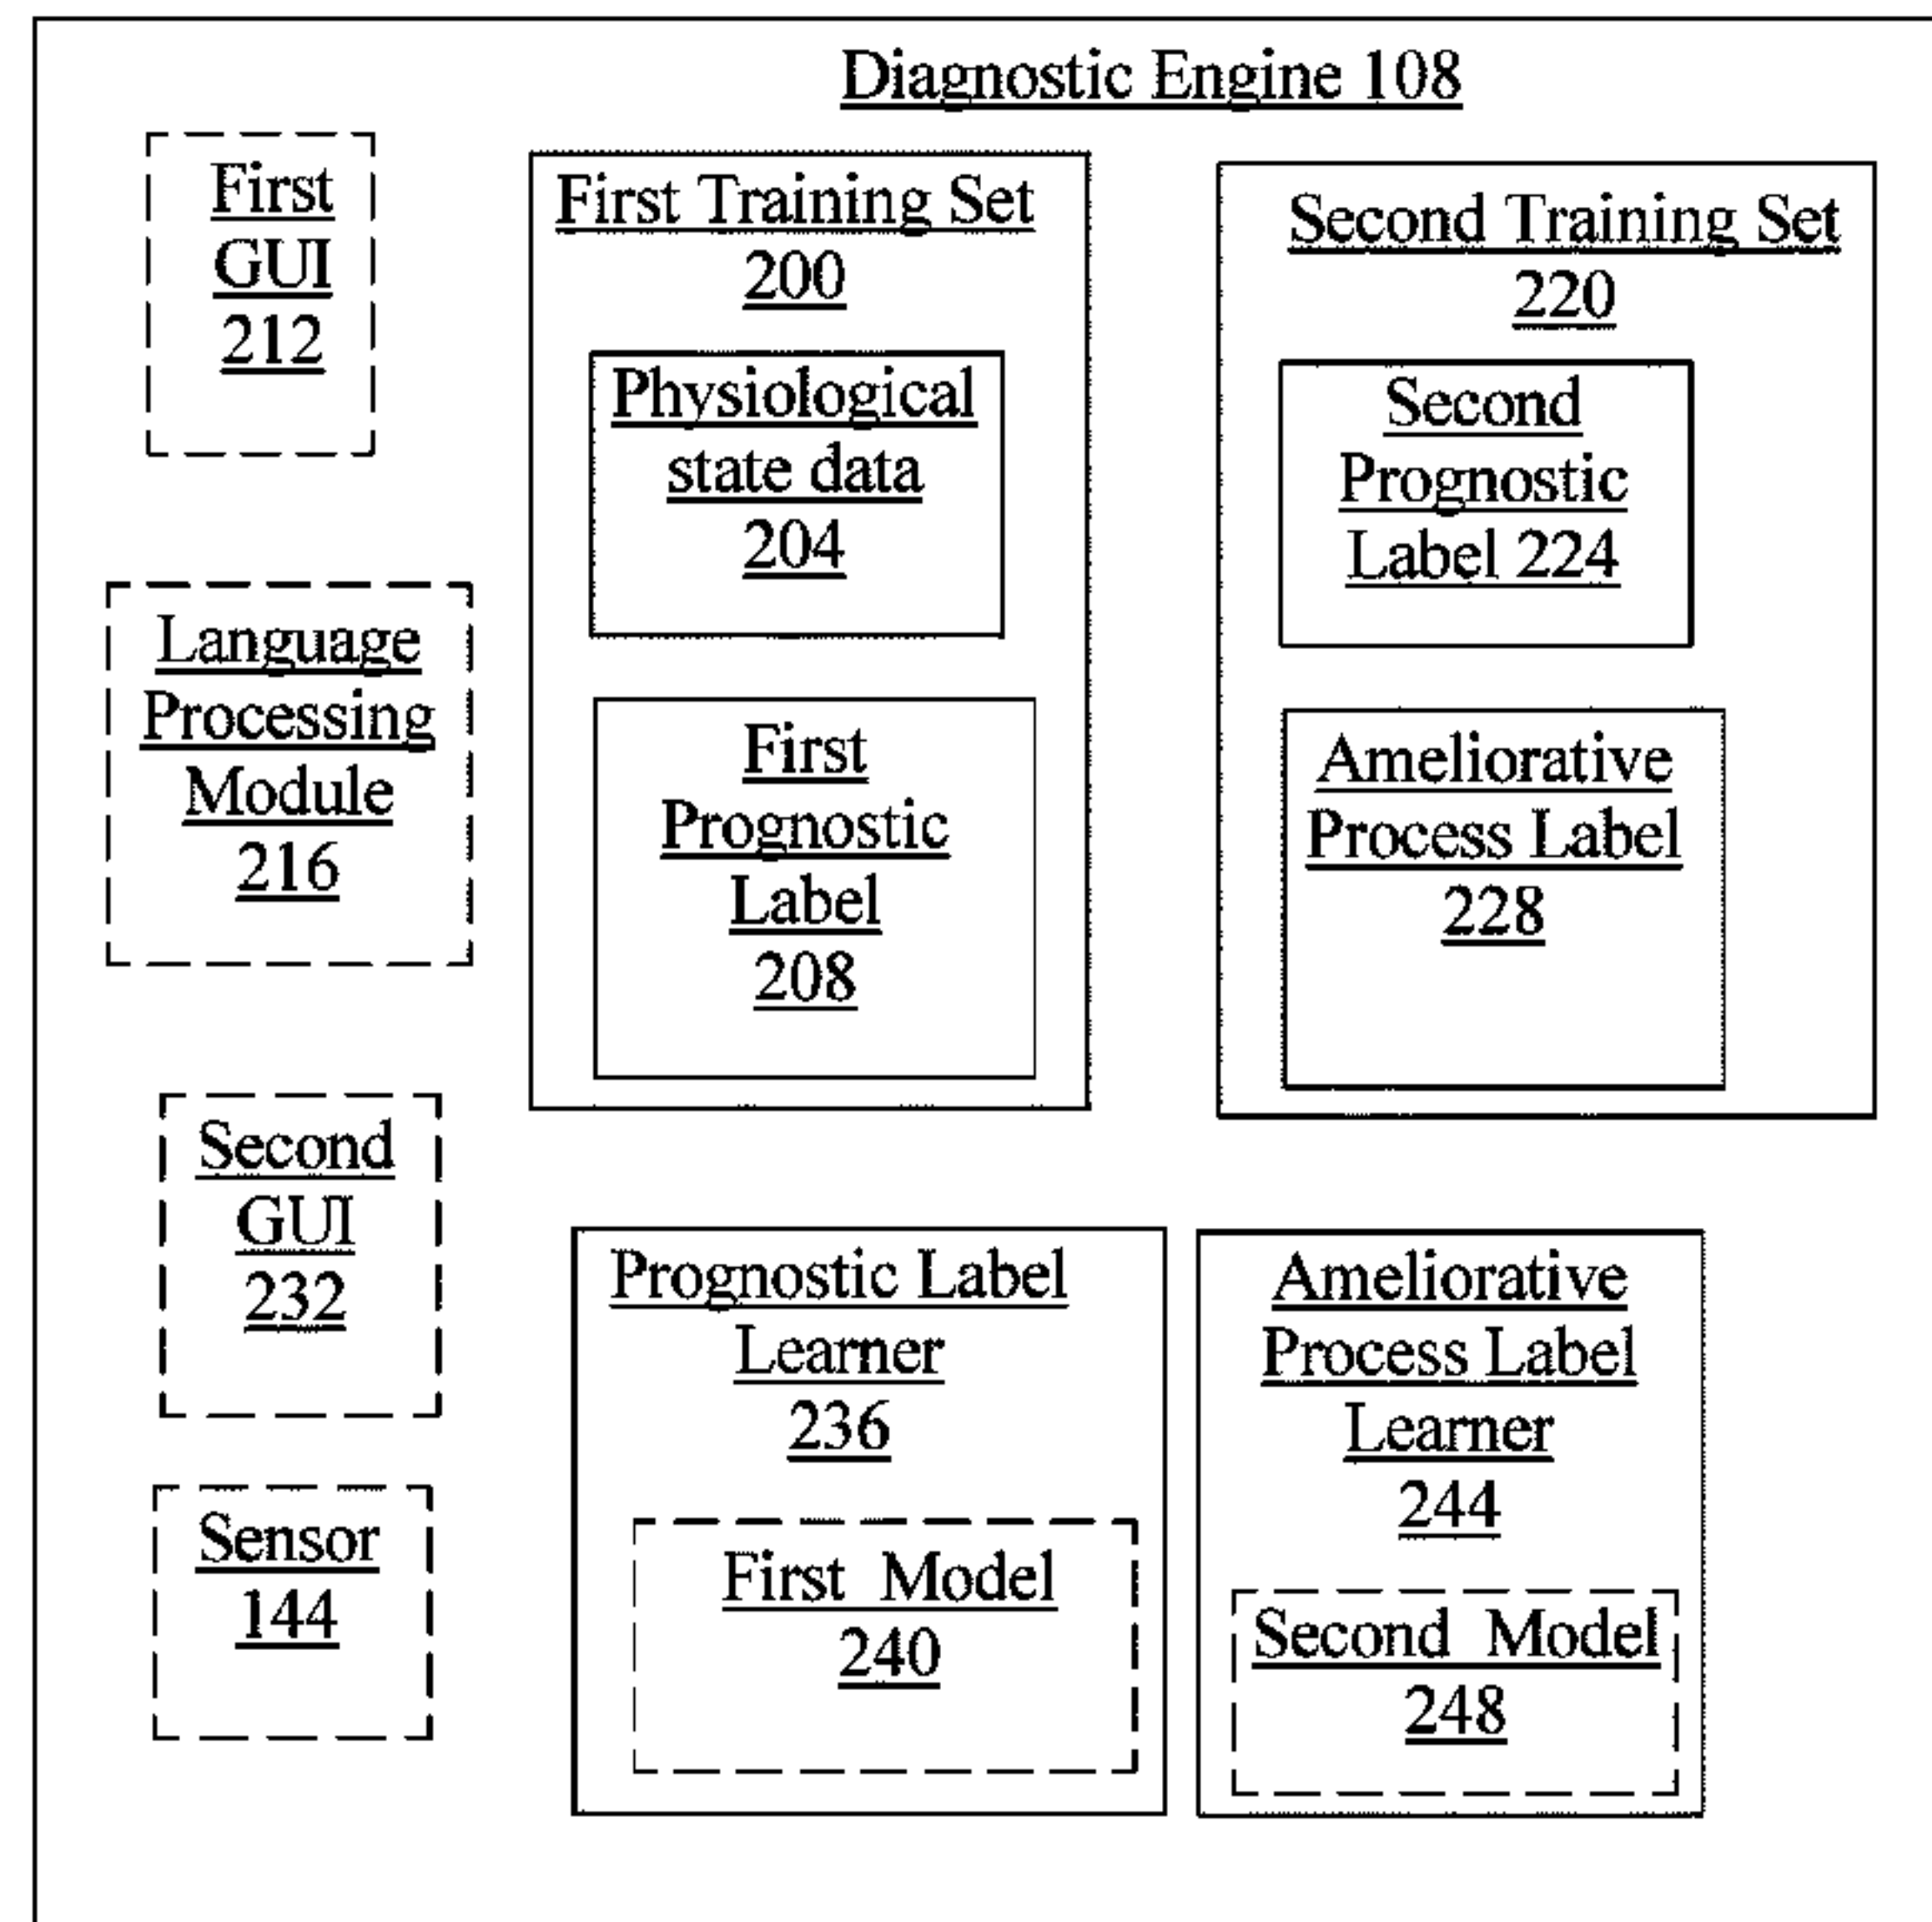 Diagnostic Engine 108
First
GUI
212
Language
Processing
Module
216
Second
GUI
232
Sensor
144
First Training Set
200
Physiological
state data
204
First
Prognostic
Label
208
Second Training Set
220
Second
Prognostic
Label 224
Ameliorative
Process Label
228
Prognostic Label
Learner
236
First Model
240
Ameliorative
Process Label
Learner
244
Second Model
248